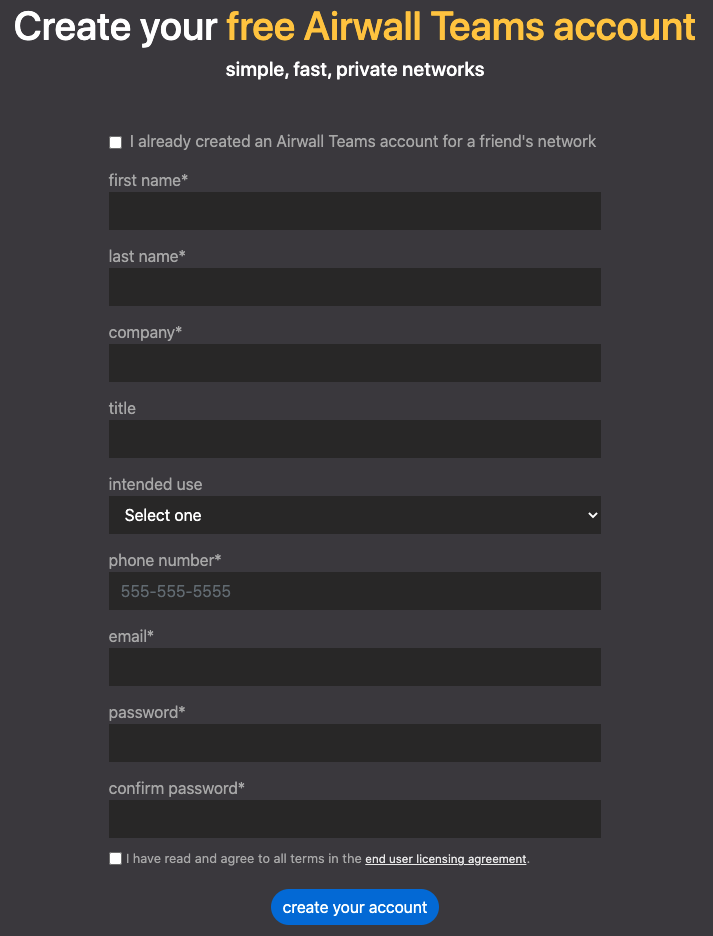 Create your free Airwall Teams account
simple, fast, private networks
I already created an Airwall Teams account for a friend's network
first name*
last name*
company*
title
intended use
Select one
phone number*
555-555-5555
email*
password*
confirm password*
I have read and agree to all terms in the end user licensing agreement.
create your account